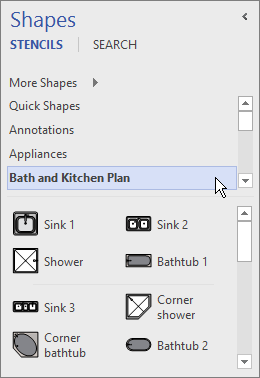 Shapes
STENCILS | SEARCH
More Shapes
Quick Shapes
Annotations
Appliances
Bath and Kitchen Plan
Sink 1
Sink 2
Shower
Bathtub 1
Sink 3
Corner
shower
Corner
bathtub
Bathtub 2